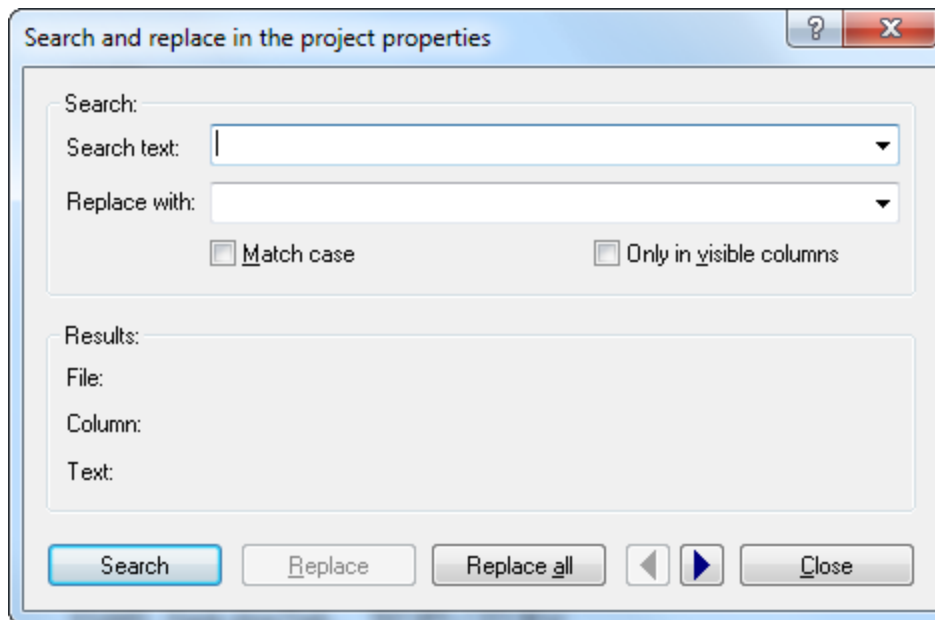 Search and replace in the project properties
Search:
Search text:
Replace with:
Match case Only in visible columns
Results:
File:
Column:
Text:
Search Replace Replace all Close